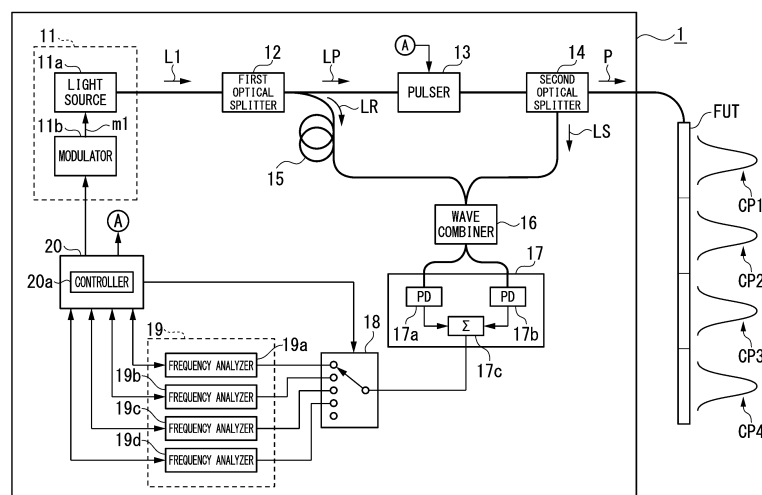 1
11
11a
LIGHT SOURCE
11b
m1
MODULATOR
L1
12
FIRST OPTICAL SPLITTER
LP
LR
15
A
13
PULSER
14
SECOND OPTICAL SPLITTER
P
LS
FUT
CP1
CP2
CP3
CP4
WAVE COMBINER
16
17
PD
PD
17a
17b
Σ
17c
A
20
20a
CONTROLLER
18
19
19a
FREQUENCY ANALYZER
19b
FREQUENCY ANALYZER
19c
FREQUENCY ANALYZER
19d
FREQUENCY ANALYZER